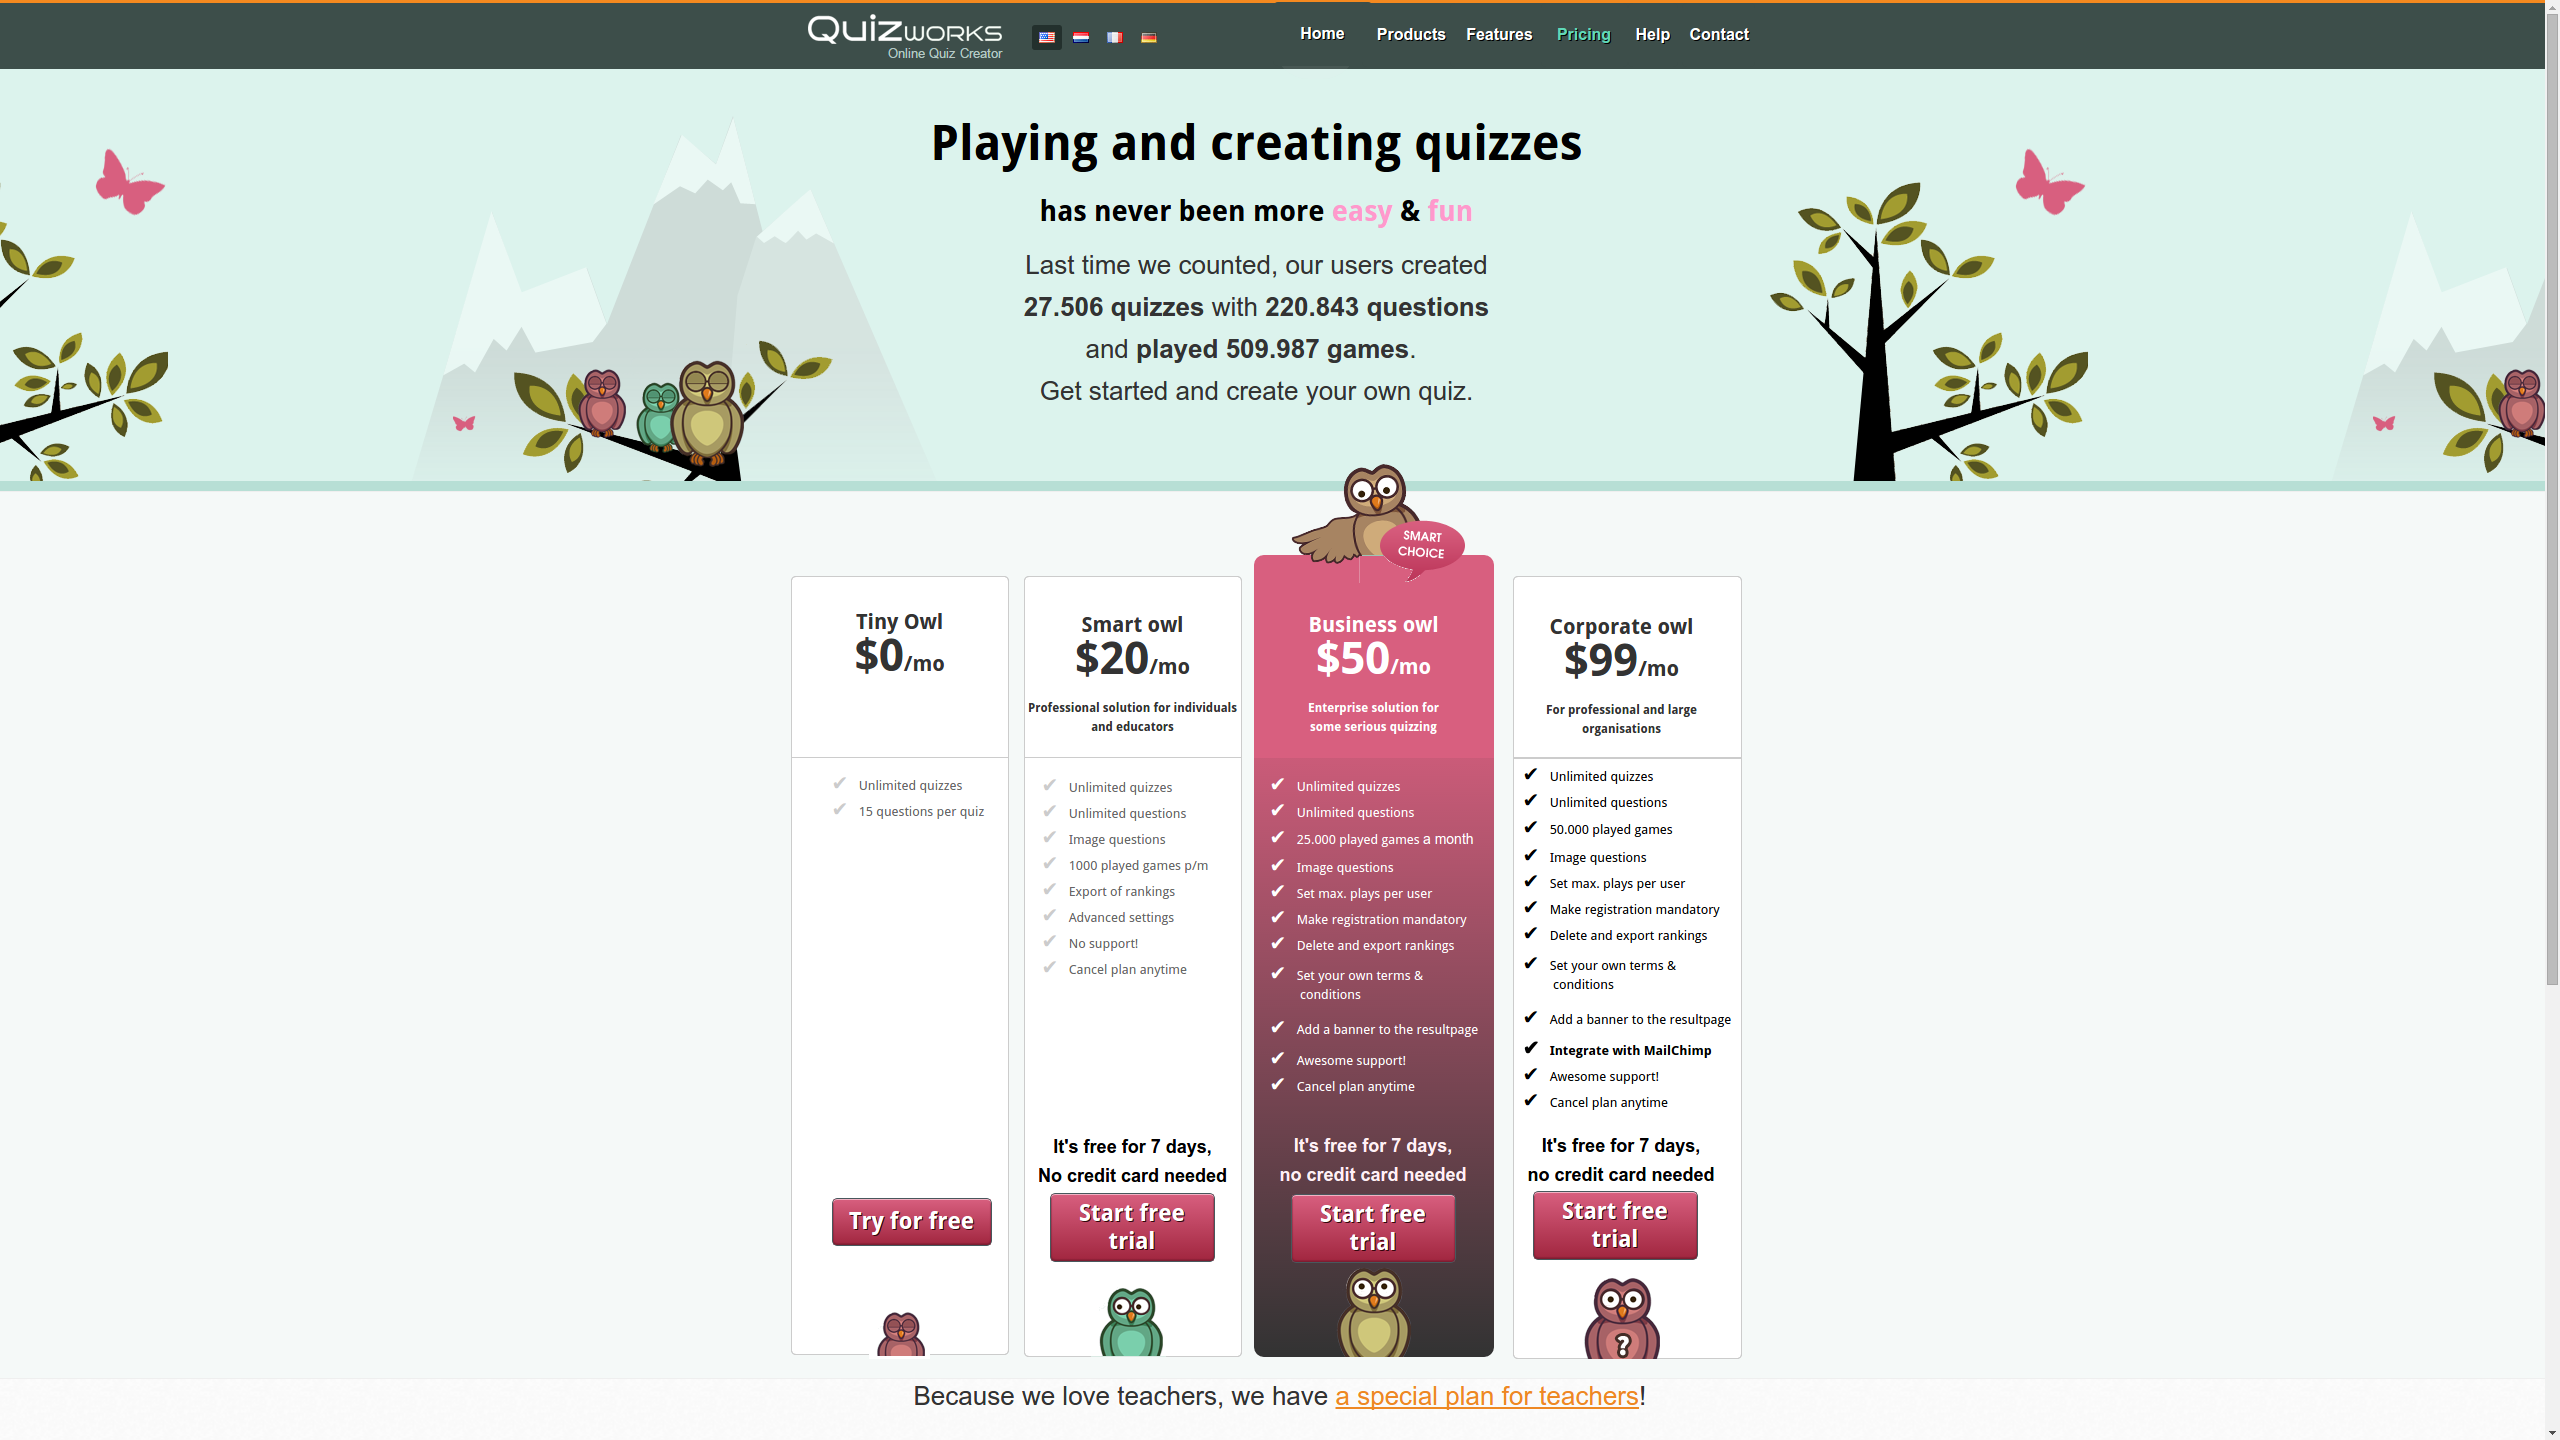 QUIZWORKS
Online Quiz Creator
Home Products Features Pricing Help Contact
Playing and creating quizzes
has never been more easy & fun
Last time we counted, our users created
27.506 quizzes with 220.843 questions
and played 509.987 games.
Get started and create your own quiz.
SMART
CHOICE
Tiny Owl
$0/mo
Unlimited quizzes
15 questions per quiz
Try for free
Smart owl
$20/mo
Professional solution for individuals
and educators
Unlimited quizzes
Unlimited questions
Image questions
1000 played games p/m
Export of rankings
Advanced settings
No support!
Cancel plan anytime
It's free for 7 days,
No credit card needed
Start free
trial
Business owl
$50/mo
Enterprise solution for
some serious quizzing
Unlimited quizzes
Unlimited questions
25.000 played games a month
Image questions
Set max. plays per user
Make registration mandatory
Delete and export rankings
Set your own terms &
conditions
Add a banner to the resultpage
Awesome support!
Cancel plan anytime
It's free for 7 days,
no credit card needed
Start free
trial
Corporate owl
$99/mo
For professional and large
organisations
Unlimited quizzes
Unlimited questions
50.000 played games
Image questions
Set max. plays per user
Make registration mandatory
Delete and export rankings
Set your own terms &
conditions
Add a banner to the resultpage
Integrate with MailChimp
Awesome support!
Cancel plan anytime
It's free for 7 days,
no credit card needed
Start free
trial
?
Because we love teachers, we have a special plan for teachers!